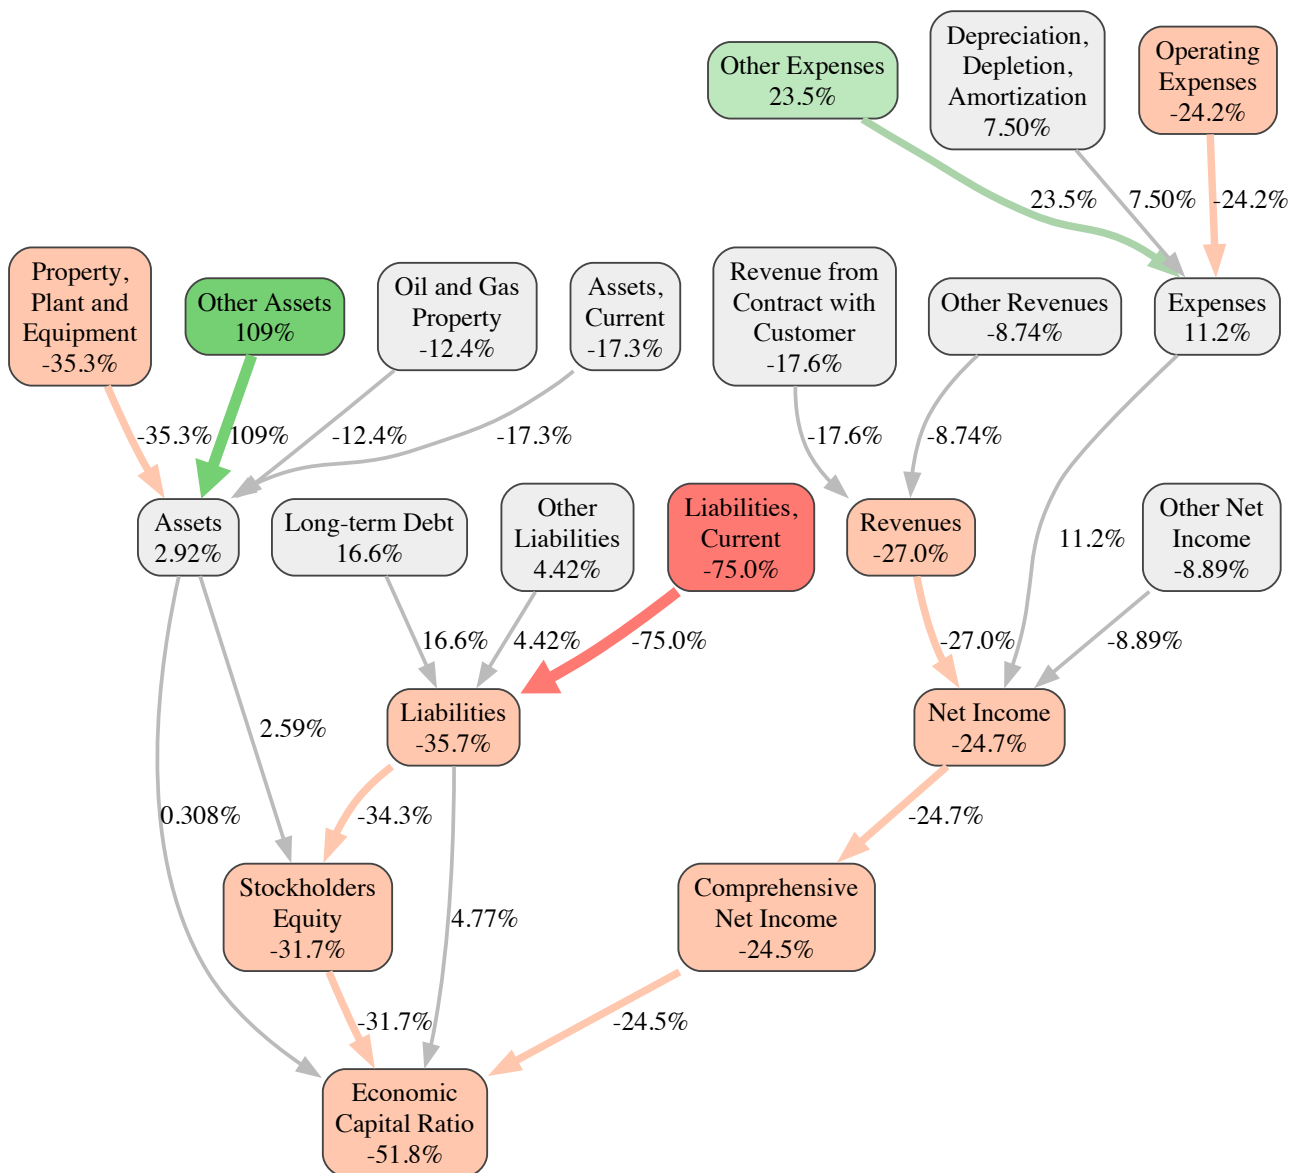 Other Expenses
23.5%
Depreciation,
Depletion,
Amortization
7.50%
Operating
Expenses
-24.2%
23.5%
7.50%
-24.2%
Property,
Plant and
Equipment
-35.3%
Other Assets
109%
Oil and Gas
Property
-12.4%
Assets,
Current
-17.3%
Revenue from
Contract with
Customer
-17.6%
Other Revenues
-8.74%
Expenses
11.2%
-35.3%
109%
-12.4%
-17.3%
-17.6%
-8.74%
Assets
2.92%
Long-term Debt
16.6%
Other
Liabilities
4.42%
Liabilities,
Current
-75.0%
Revenues
-27.0%
11.2%
Other Net
Income
-8.89%
16.6%
4.42%
-75.0%
-27.0%
-8.89%
2.59%
Liabilities
-35.7%
Net Income
-24.7%
0.308%
-34.3%
-24.7%
Stockholders
Equity
-31.7%
4.77%
Comprehensive
Net Income
-24.5%
-31.7%
-24.5%
Economic
Capital Ratio
-51.8%